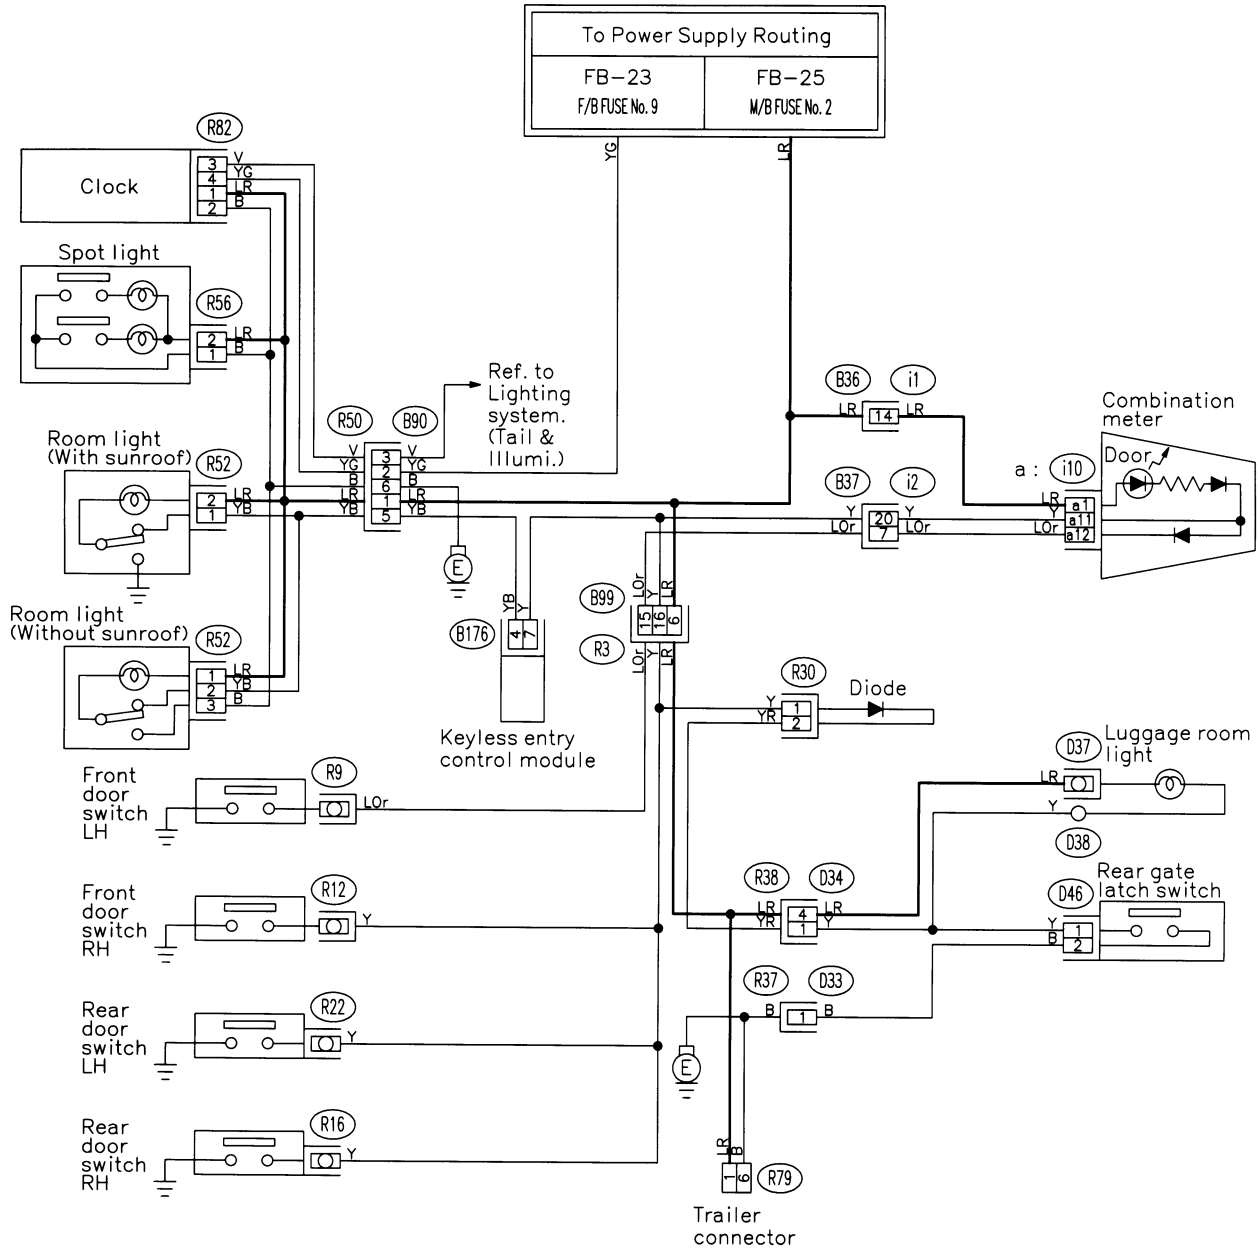 To Power Supply Routing
FB-23
F/B FUSE No. 9
FB-25
M/B FUSE No. 2
YG
LR
R82
Clock
3 V
4 YG
1 LR
2 B
Spot light
R56
2 LR
1 B
Ref. to
Lighting
system.
(Tail &
Illumi.)
Room light
(With sunroof)
R52
2 LR
1 YB
R50
B90
V 3 V
YG 2 YG
B 6 B
LR 1 LR
YB 5 YB
E
B36
i1
LR 14 LR
B37
i2
Y 20 Y
LOr 7 LOr
Combination
meter
Door
a :
i10
LR a1
Y a11
LOr a12
Room light
(Without sunroof)
R52
1 LR
2 YB
3 B
YB
Y
B176
4
7
Keyless entry
control module
LOr
Y
LR
B99
15
16
6
R3
LOr
Y
LR
R30
Y 1
YR 2
Diode
Front
door
switch
LH
R9
LOr
Front
door
switch
RH
R12
Y
Rear
door
switch
LH
R22
Y
Rear
door
switch
RH
R16
Y
D37
LR
Luggage room
light
Y
D38
R38
D34
LR 4 LR
YR 1 Y
D46
Rear gate
latch switch
Y 1
B 2
R37
D33
B 1 B
E
LR
B
1
6
R79
Trailer
connector